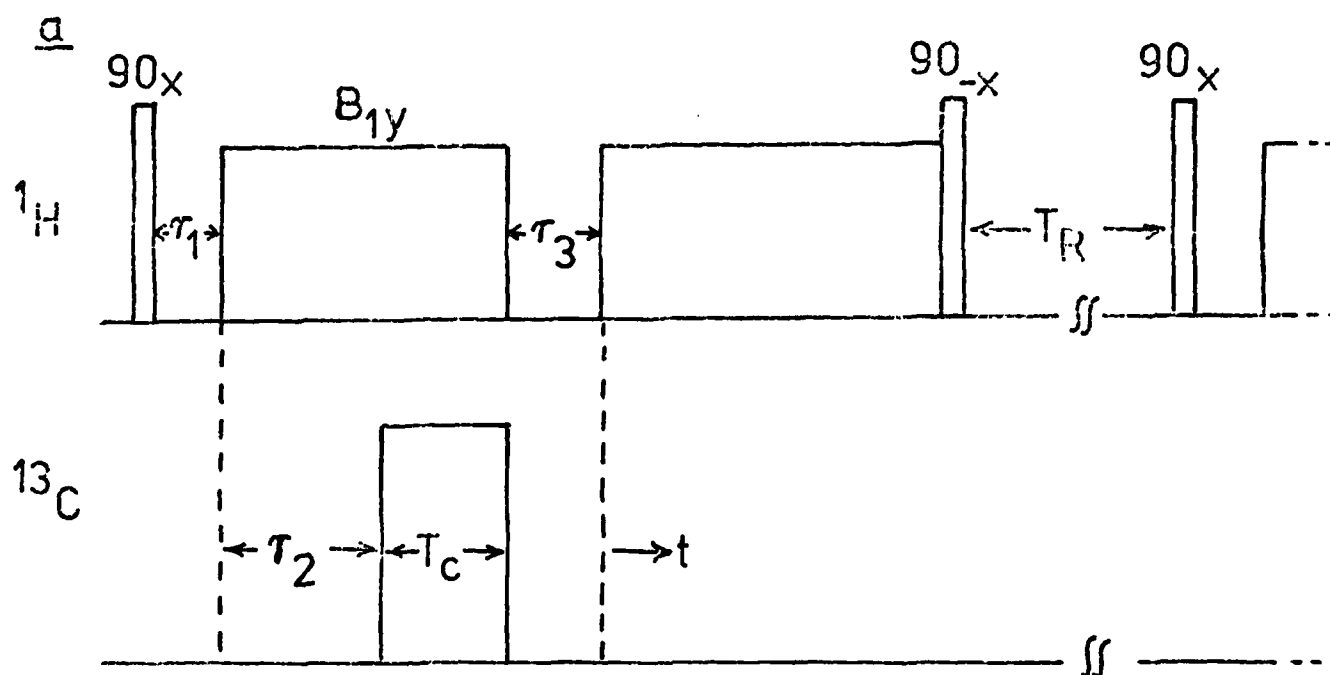 a
90x 90-x 90x
B1y
1H
τ1 τ3 TR
13C
τ2 Tc t